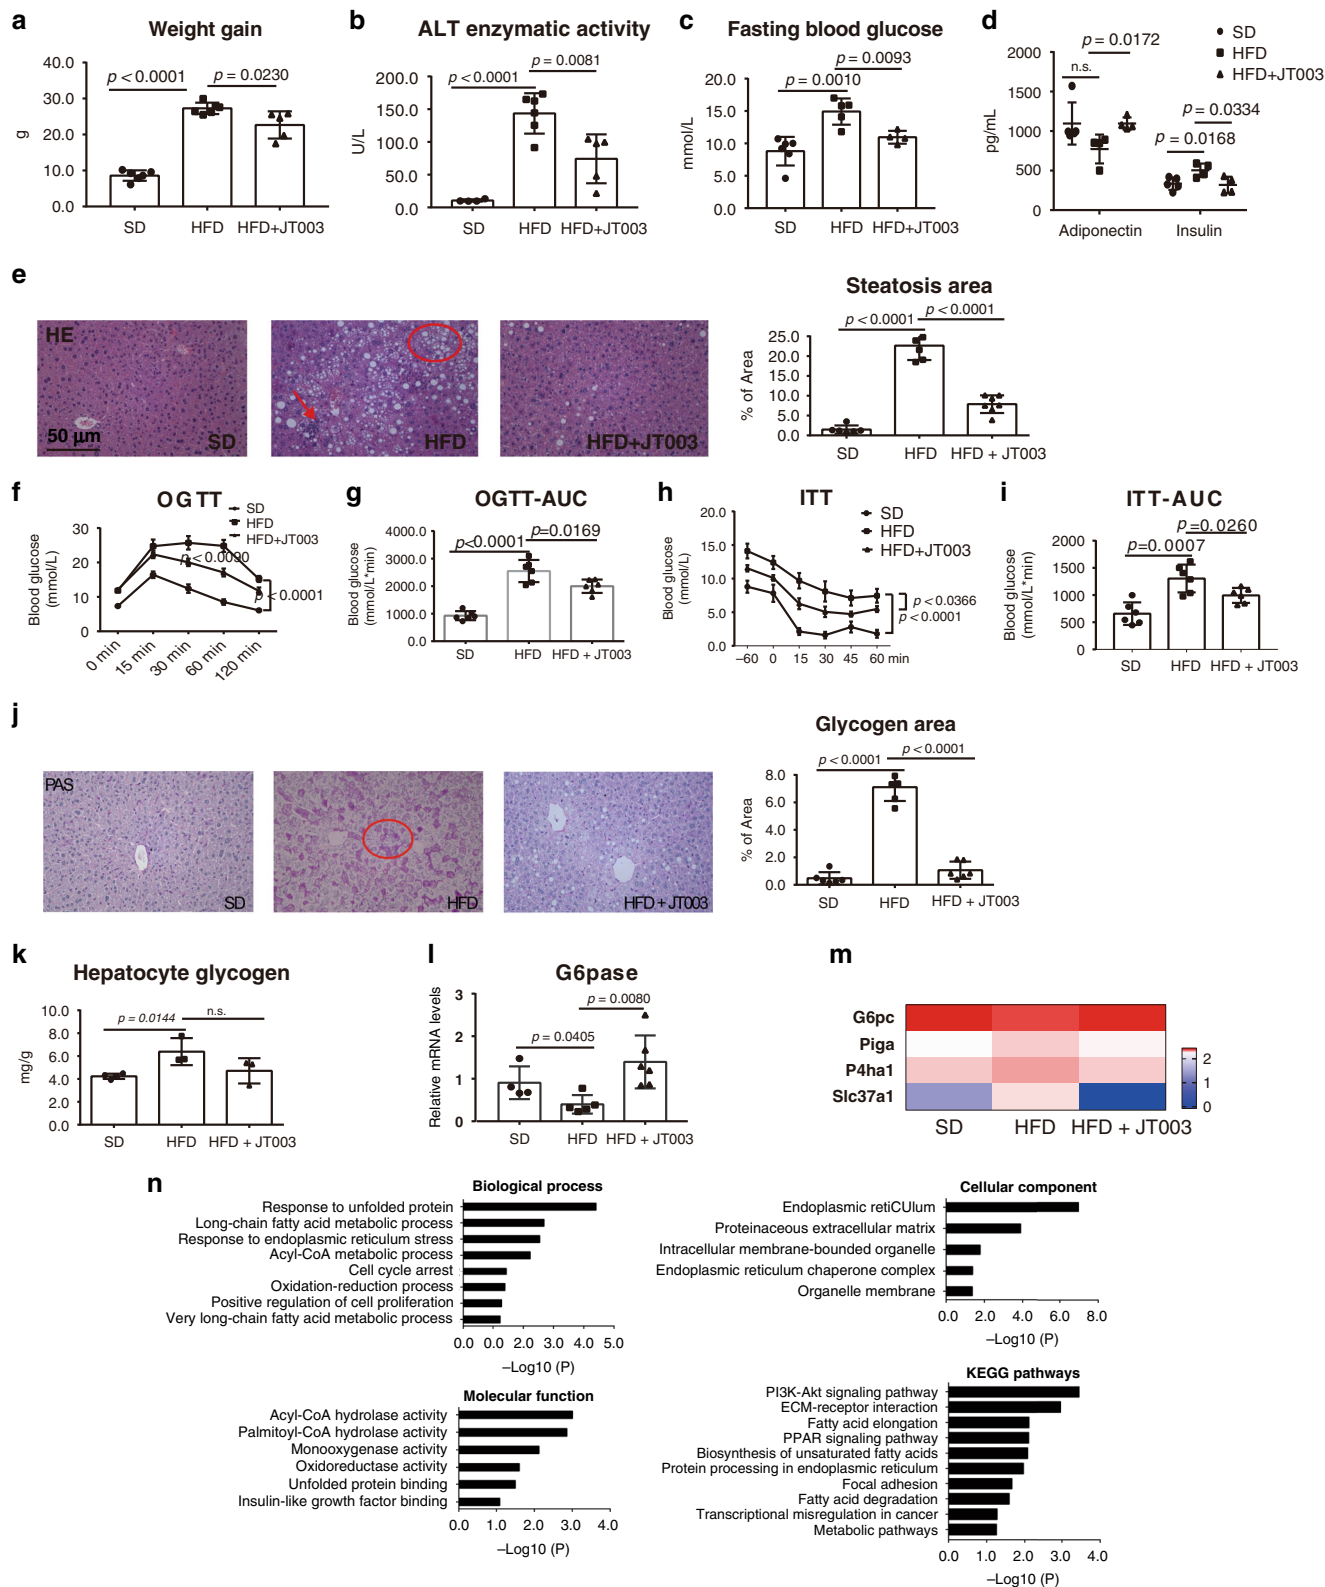 a
Weight gain
g
40.0
30.0
20.0
10.0
0.0
p < 0.0001
p = 0.0230
SD
HFD
HFD+JT003
b
ALT enzymatic activity
U/L
200.0
150.0
100.0
50.0
0.0
p <0.0001
p = 0.0081
SD
HFD
HFD+JT003
c
Fasting blood glucose
mmol/L
20.0
15.0
10.0
5.0
0.0
p = 0.0010
p = 0.0093
SD
HFD
HFD+JT003
d
SD
HFD
HFD+JT003
pg/mL
2000
1500
1000
500
0
n.s.
p = 0.0172
p = 0.0168
p = 0.0334
Adiponectin
Insulin
e
HE
50 µm
SD
HFD
HFD+JT003
Steatosis area
% of Area
25.0
20.0
15.0
10.0
5.0
0.0
p < 0.0001
p < 0.0001
SD
HFD
HFD + JT003
f
OGTT
SD
HFD
HFD+JT003
Blood glucose
(mmol/L)
30
20
10
0
p < 0.0090
p < 0.0001
0 min
15 min
30 min
60 min
120 min
g
OGTT-AUC
Blood glucose
(mmol/L*min)
4000.0
3000.0
2000.0
1000.0
0.0
p<0.0001
p=0.0169
SD
HFD
HFD + JT003
h
ITT
SD
HFD
HFD+JT003
Blood glucose
(mmol/L)
20.0
15.0
10.0
5.0
0.0
p <0.0366
p <0.0001
–60
0
15
30
45
60 min
i
ITT-AUC
Blood glucose
(mmol/L*min)
2000
1500
1000
500
0
p=0.0007
p=0.0260
SD
HFD
HFD + JT003
j
PAS
SD
HFD
HFD + JT003
Glycogen area
% of Area
8.0
6.0
4.0
2.0
0.0
p < 0.0001
p < 0.0001
SD
HFD
HFD + JT003
k
Hepatocyte glycogen
mg/g
10.0
8.0
6.0
4.0
2.0
0.0
p = 0.0144
n.s.
SD
HFD
HFD + JT003
l
G6pase
Relative mRNA levels
3
2
1
0
p = 0.0405
p = 0.0080
SD
HFD
HFD + JT003
m
G6pc
Piga
P4ha1
Slc37a1
SD
HFD
HFD + JT003
2
1
0
n
Biological process
Response to unfolded protein
Long-chain fatty acid metabolic process
Response to endoplasmic reticulum stress
Acyl-CoA metabolic process
Cell cycle arrest
Oxidation-reduction process
Positive regulation of cell proliferation
Very long-chain fatty acid metabolic process
0.0 0.0 2.0 3.0 4.0 5.0
–Log10 (P)
Cellular component
Endoplasmic retiCUlum
Proteinaceous extracellular matrix
Intracellular membrane-bounded organelle
Endoplasmic reticulum chaperone complex
Organelle membrane
0.0 2.0 4.0 6.0 8.0
–Log10 (P)
Molecular function
Acyl-CoA hydrolase activity
Palmitoyl-CoA hydrolase activity
Monooxygenase activity
Oxidoreductase activity
Unfolded protein binding
Insulin-like growth factor binding
0.0 1.0 2.0 3.0 4.0
–Log10 (P)
KEGG pathways
PI3K-Akt signaling pathway
ECM-receptor interaction
Fatty acid elongation
PPAR signaling pathway
Biosynthesis of unsaturated fatty acids
Protein processing in endoplasmic reticulum
Focal adhesion
Fatty acid degradation
Transcriptional misregulation in cancer
Metabolic pathways
0.0 1.0 2.0 3.0 4.0
–Log10 (P)